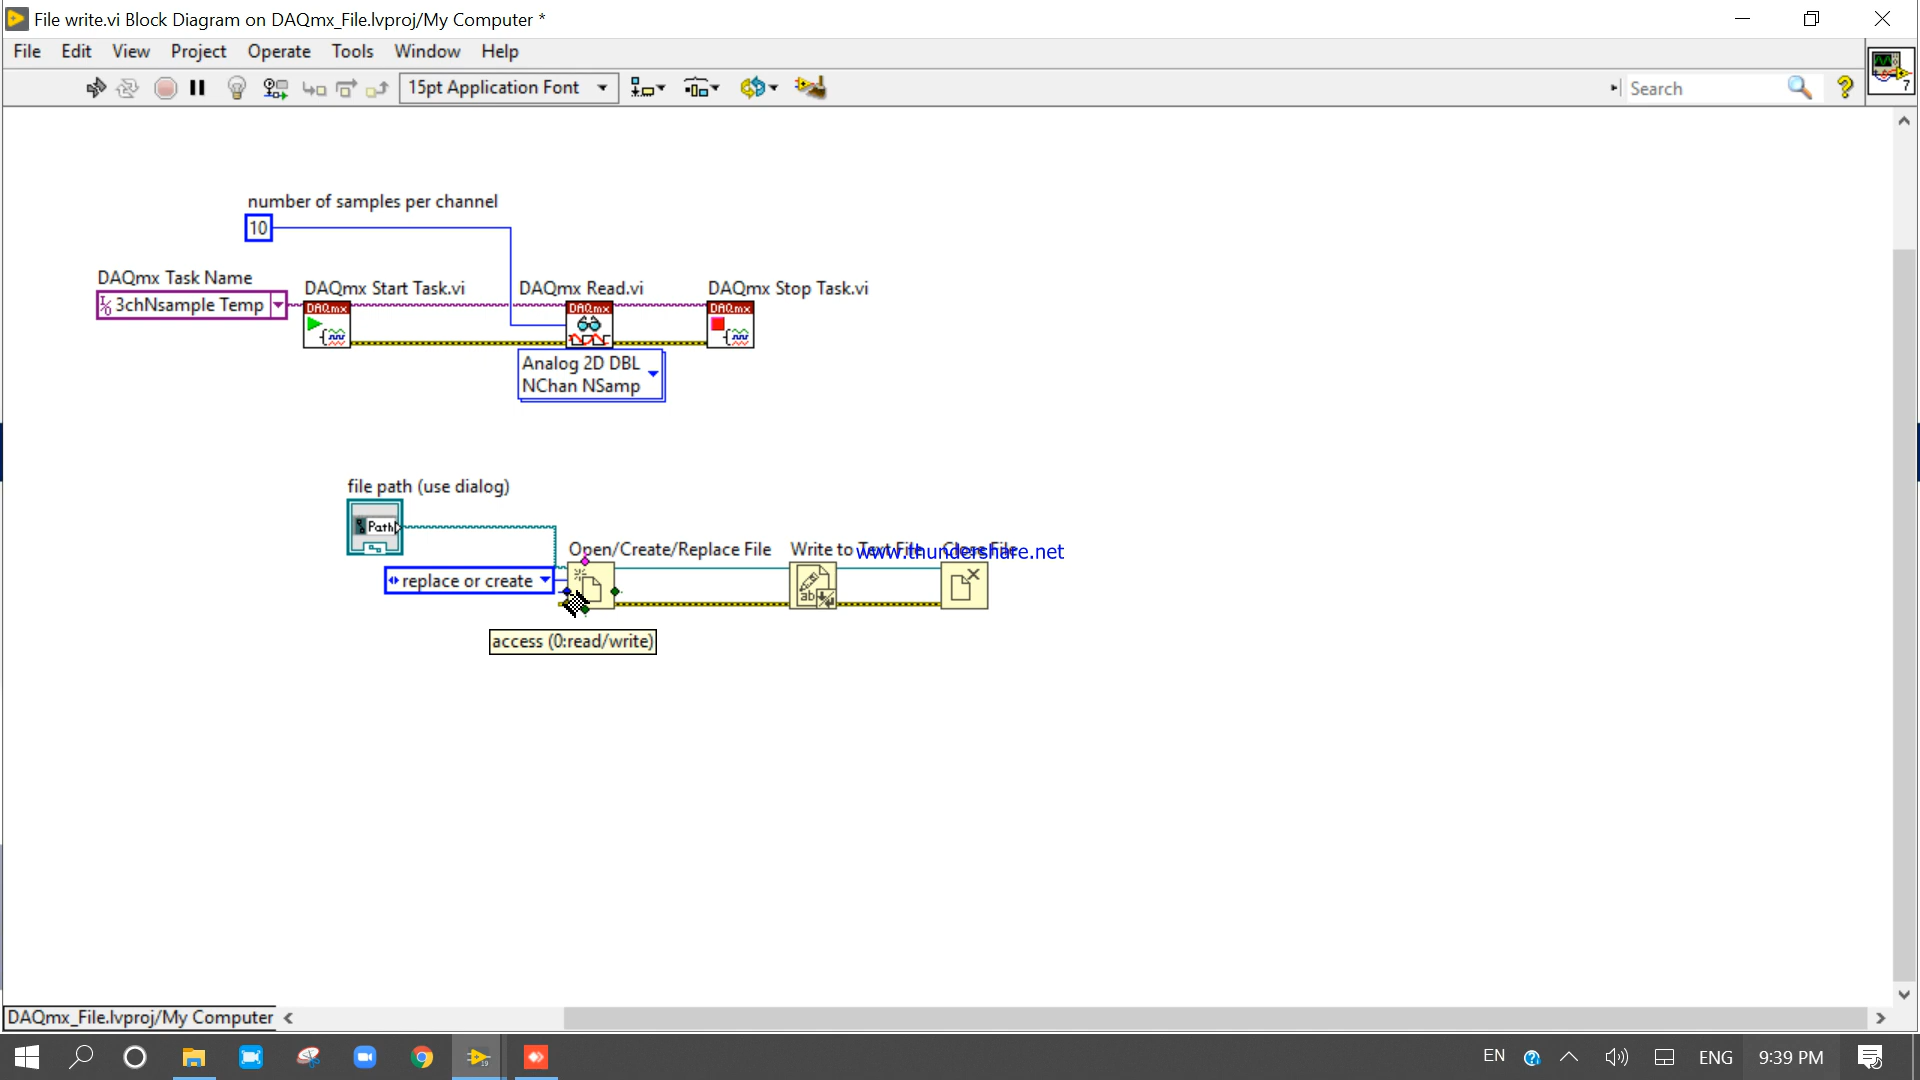 File write.vi Block Diagram on DAQmx_File.lvproj/My Computer *
File Edit View Project Operate Tools Window Help
15pt Application Font
Search
?
7
number of samples per channel
10
DAQmx Task Name
3chNsample Temp
DAQmx Start Task.vi
DAQmx Read.vi
DAQmx Stop Task.vi
DAQmx
DAQmx
DAQmx
Analog 2D DBL
NChan NSamp
file path (use dialog)
Path
replace or create
Open/Create/Replace File
Write to Text File
Close File
www.thundershare.net
ab
access (0:read/write)
DAQmx_File.lvproj/My Computer
EN
ENG
9:39 PM